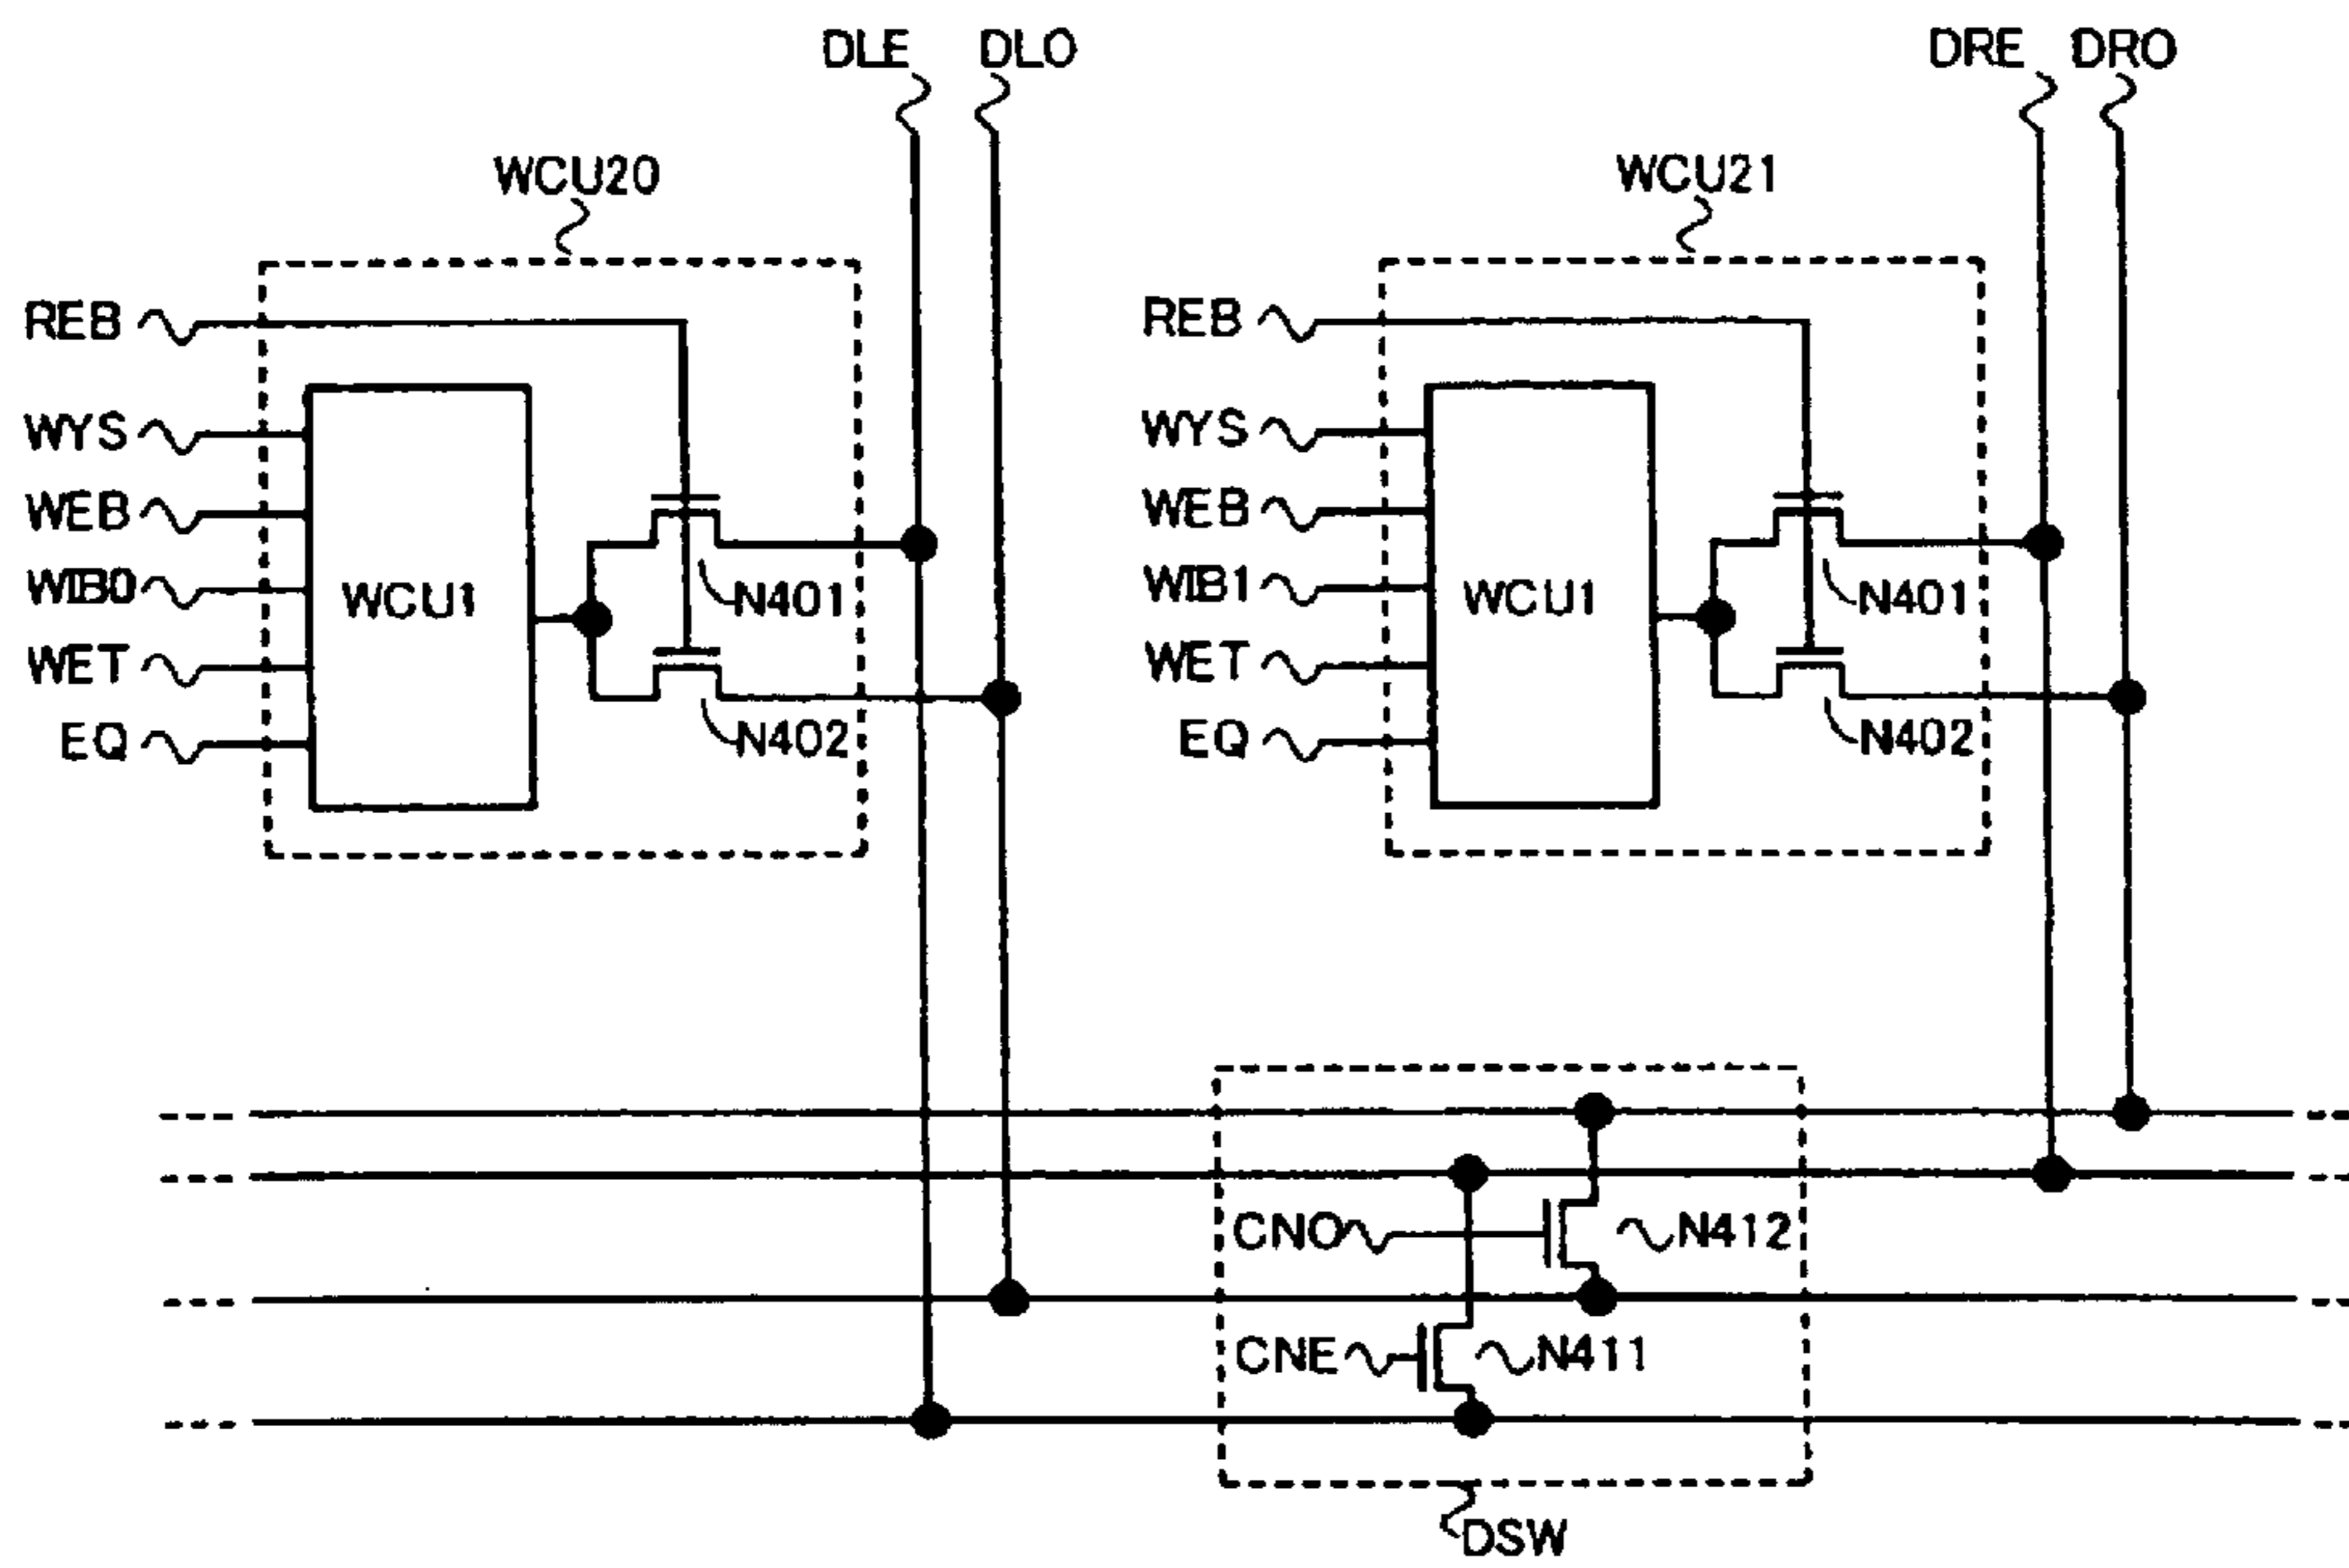 DLE DLO DRE DRO
WCU20 WCU21
REB REB
WYS WYS
WEB WEB
WIB0 WCU1 N401 WIB1 WCU1 N401
WET WET
EQ N402 EQ N402
CNO N412
CNE N411
DSW